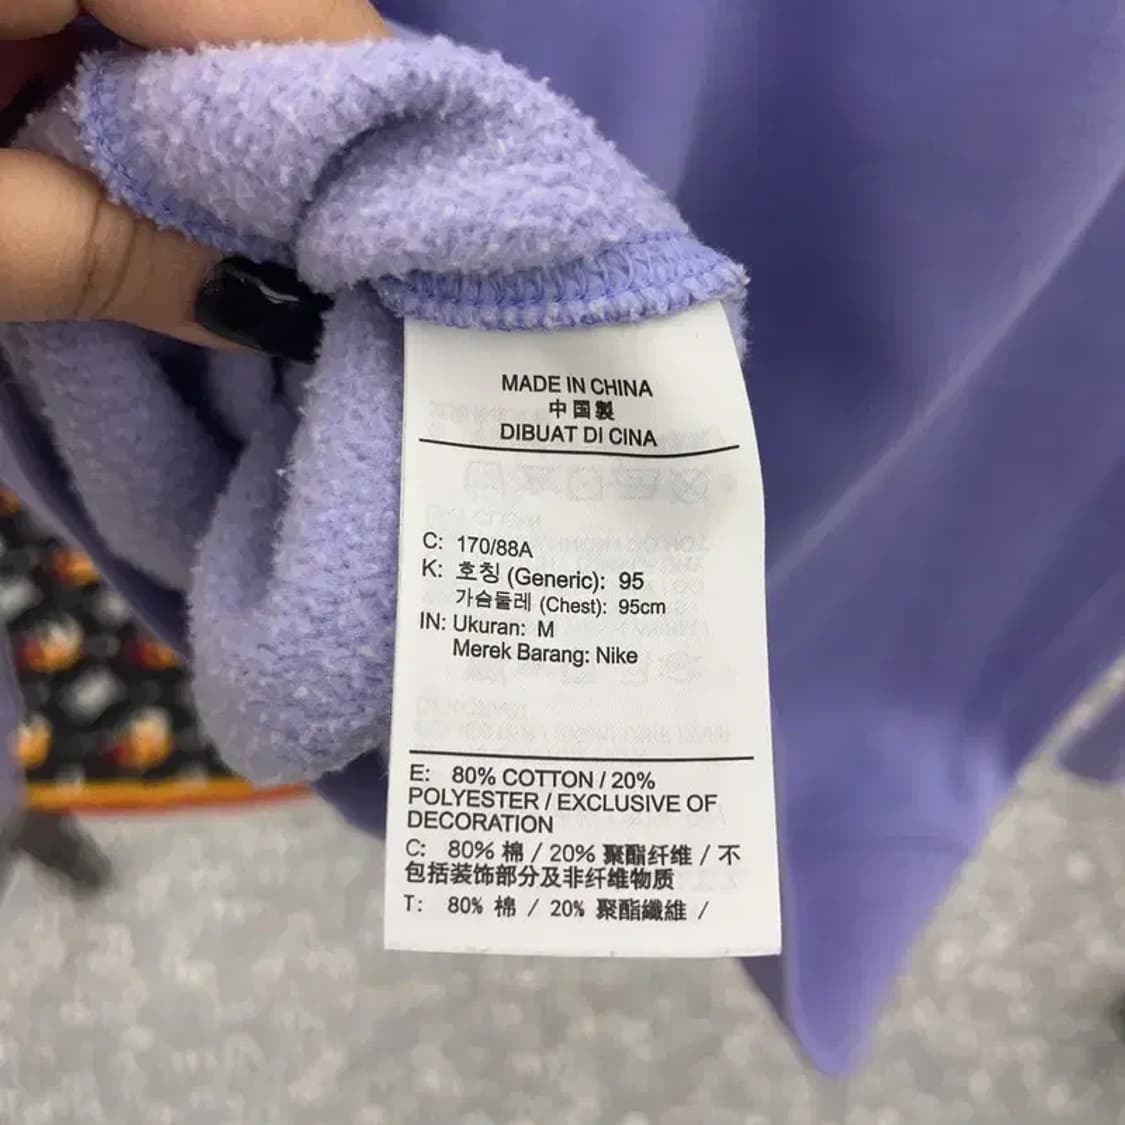 MADE IN CHINA
中国製
DIBUAT DI CINA
C: 170/88A
K: 호칭 (Generic): 95
가슴둘레 (Chest): 95cm
IN: Ukuran: M
Merek Barang: Nike
E: 80% COTTON / 20%
POLYESTER / EXCLUSIVE OF
DECORATION
C: 80% 棉 / 20% 聚酯纤维 / 不
包括装饰部分及非纤维物质
T: 80% 棉 / 20% 聚酯纖維 /